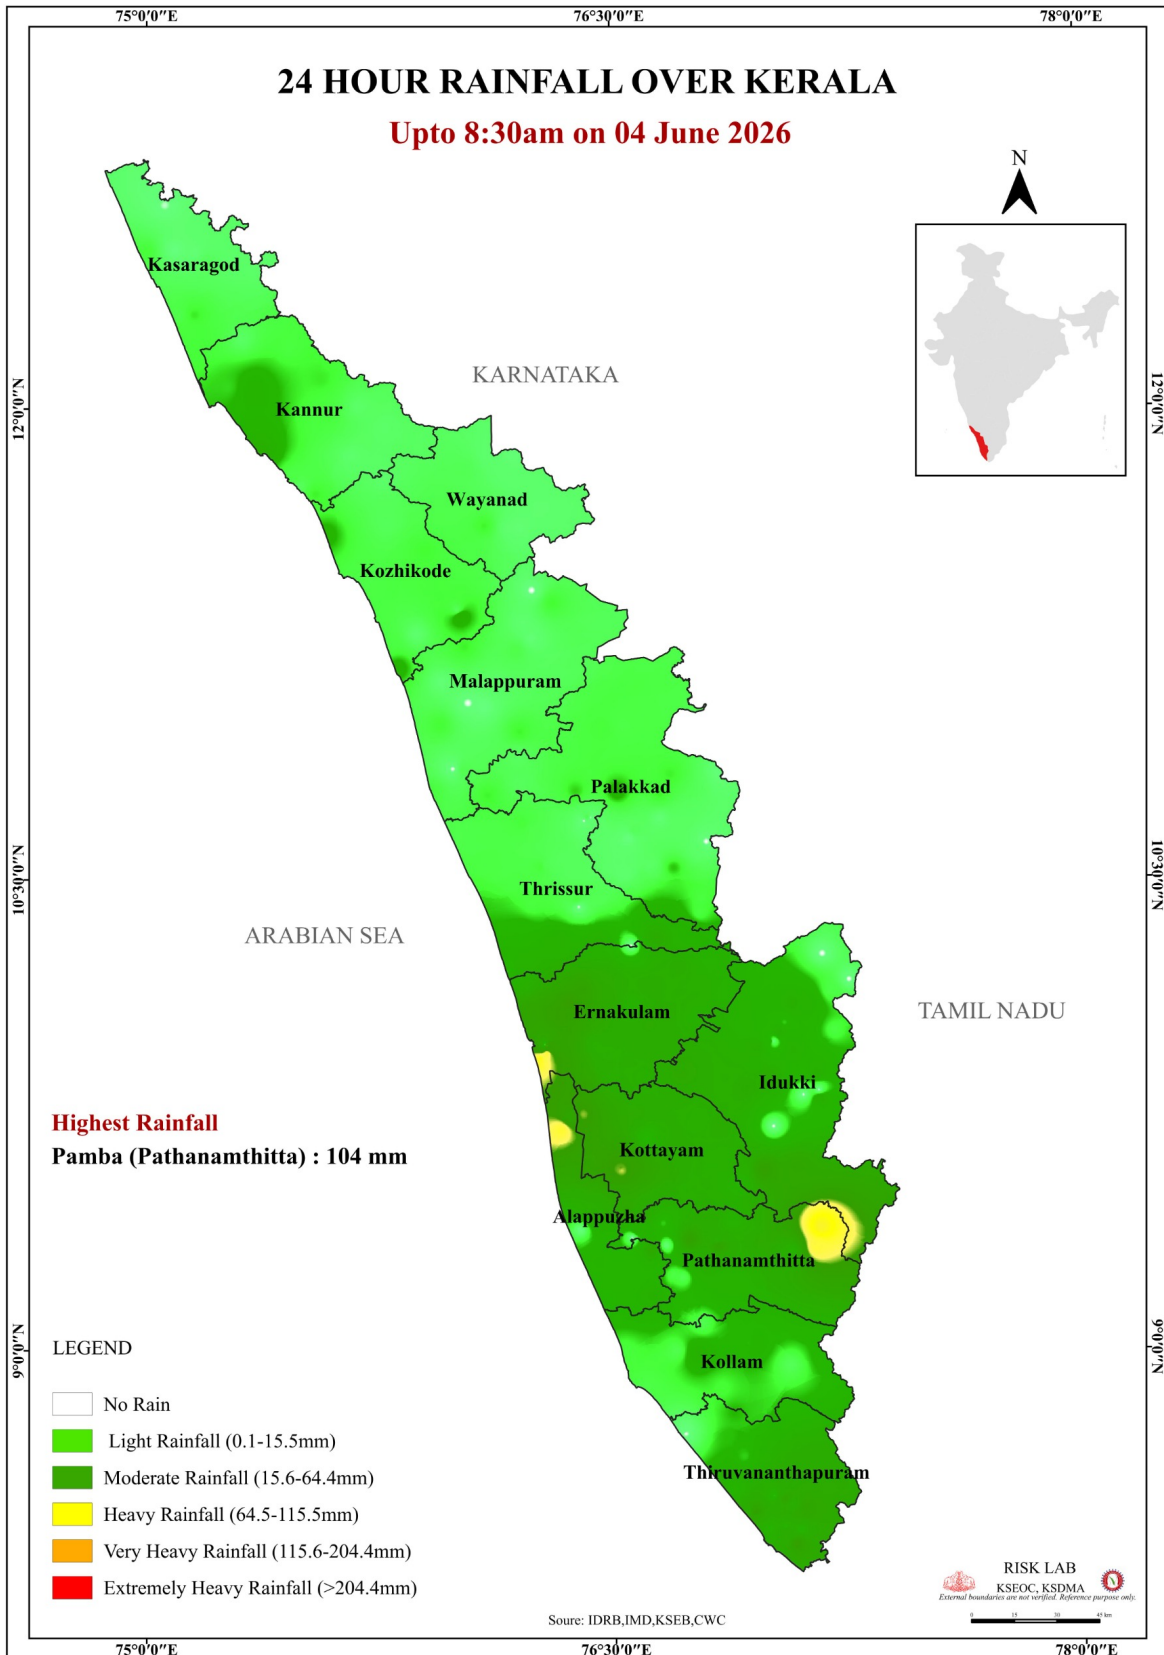 75°0'0"E 76°30'0"E 78°0'0"E
24 HOUR RAINFALL OVER KERALA
Upto 8:30am on 04 June 2026
N
Kasaragod
KARNATAKA
12°0'0"N 12°0'0"N
Kannur
Wayanad
Kozhikode
Malappuram
Palakkad
10°30'0"N 10°30'0"N
Thrissur
ARABIAN SEA
Ernakulam
TAMIL NADU
Idukki
Highest Rainfall
Pamba (Pathanamthitta) : 104 mm
Kottayam
Alappuzha
Pathanamthitta
9°0'0"N 9°0'0"N
Kollam
Thiruvananthapuram
LEGEND
No Rain
Light Rainfall (0.1-15.5mm)
Moderate Rainfall (15.6-64.4mm)
Heavy Rainfall (64.5-115.5mm)
Very Heavy Rainfall (115.6-204.4mm)
Extremely Heavy Rainfall (>204.4mm)
RISK LAB
KSEOC, KSDMA
External boundaries are not verified. Reference purpose only.
0 15 30 45 km
Soure: IDRB,IMD,KSEB,CWC
75°0'0"E 76°30'0"E 78°0'0"E